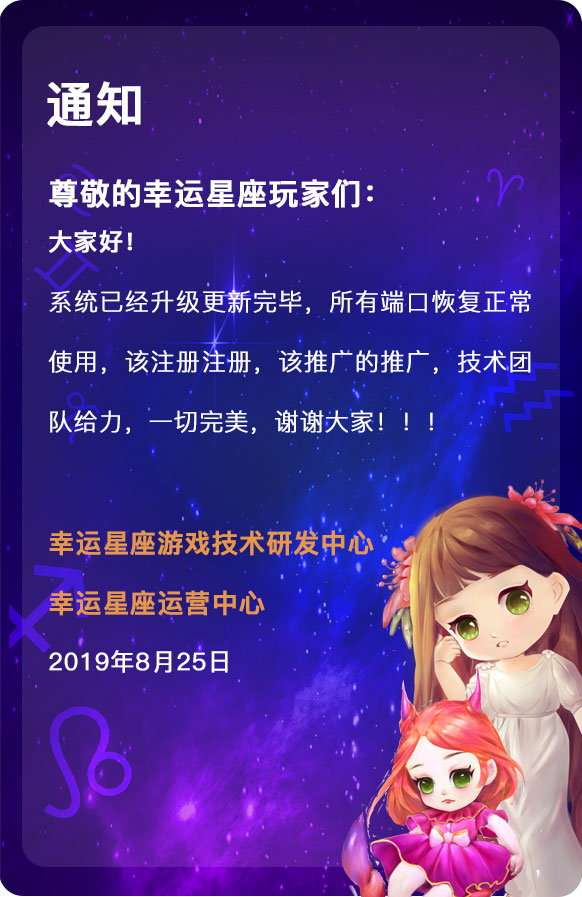 通知
尊敬的幸运星座玩家们：
大家好！
系统已经升级更新完毕，所有端口恢复正常
使用，该注册注册，该推广的推广，技术团
队给力，一切完美，谢谢大家！！！
幸运星座游戏技术研发中心
幸运星座运营中心
2019年8月25日